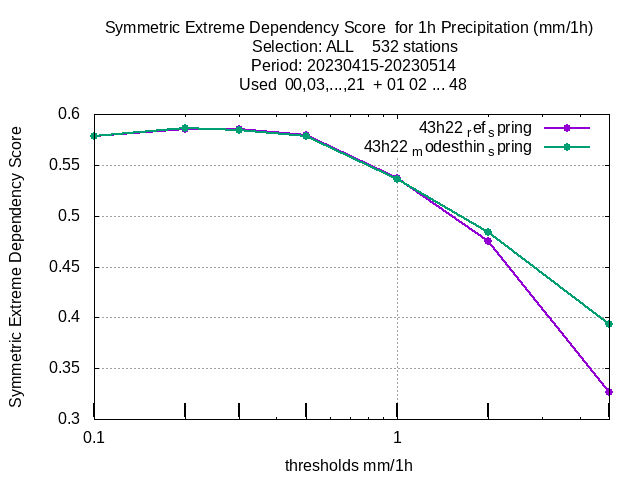 Symmetric Extreme Dependency Score for 1h Precipitation (mm/1h)
Selection: ALL 532 stations
Period: 20230415-20230514
Used 00,03,...,21 + 01 02 ... 48
43h22 ref spring
43h22 modesthin spring
Symmetric Extreme Dependency Score
0.6
0.55
0.5
0.45
0.4
0.35
0.3
0.1
1
thresholds mm/1h